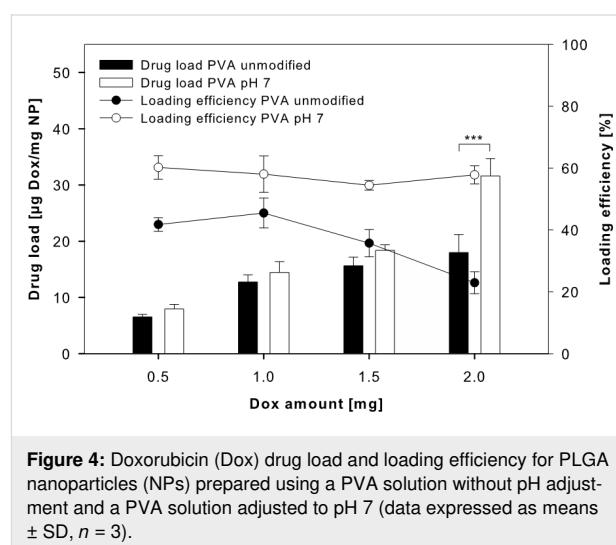 Drug load PVA unmodified
Drug load PVA pH 7
Loading efficiency PVA unmodified
Loading efficiency PVA pH 7
***
Drug load [µg Dox/mg NP]
50
40
30
20
10
0
Loading efficiency [%]
100
80
60
40
20
0
0.5 1.0 1.5 2.0
Dox amount [mg]
Figure 4: Doxorubicin (Dox) drug load and loading efficiency for PLGA
nanoparticles (NPs) prepared using a PVA solution without pH adjust-
ment and a PVA solution adjusted to pH 7 (data expressed as means
± SD, n = 3).